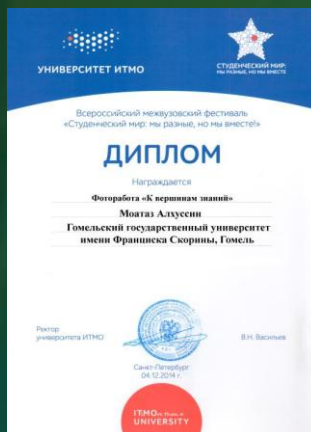 УНИВЕРСИТЕТ ИТМО
СТУДЕНЧЕСКИЙ МИР:
МЫ РАЗНЫЕ, НО МЫ ВМЕСТЕ
Всероссийский межвузовский фестиваль
«Студенческий мир: мы разные, но мы вместе!»
ДИПЛОМ
Награждается
Фоторабота «К вершинам знаний»
Моатаз Алхуссин
Гомельский государственный университет
имени Франциска Скорины, Гомель
Ректор
университета ИТМО
В.Н. Васильев
Санкт-Петербург
04.12.2014 г.
ITMO
UNIVERSITY